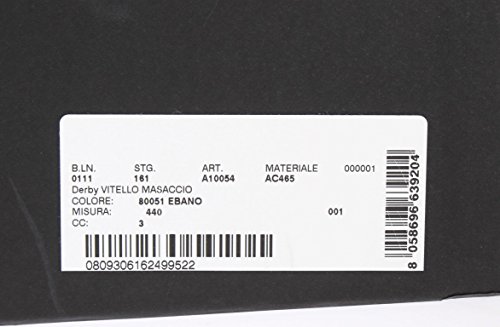 B.LN. STG. ART. MATERIALE 000001
0111 161 A10054 AC465
Derby VITELLO MASACCIO
COLORE: 80051 EBANO
MISURA: 440 001
CC: 3
0809306162499522
8 058696 639204